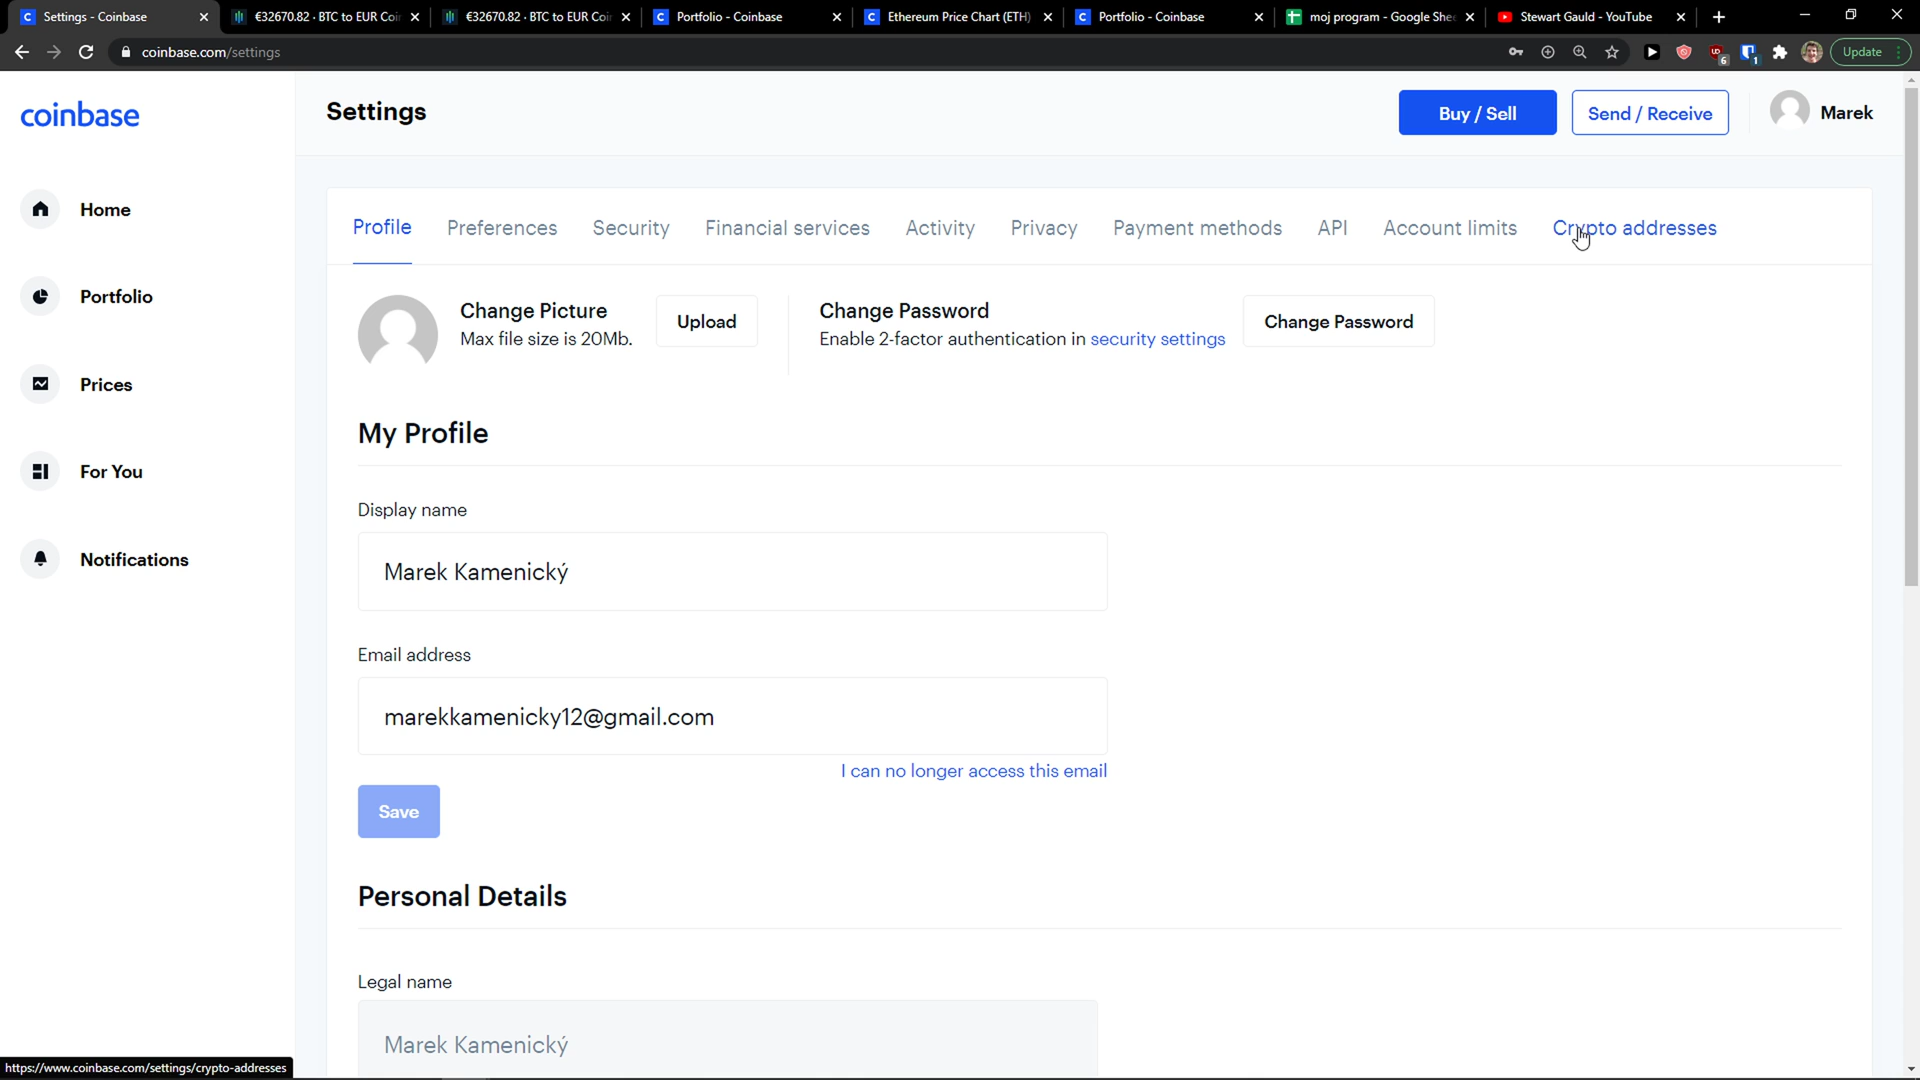 Settings - Coinbase
€32670.82 · BTC to EUR Coi
€32670.82 · BTC to EUR Coi
Portfolio - Coinbase
Ethereum Price Chart (ETH)
Portfolio - Coinbase
moj program - Google She
Stewart Gauld - YouTube
coinbase.com/settings
6
1
Update
coinbase
Settings
Buy / Sell
Send / Receive
Marek
Home
Portfolio
Prices
For You
Notifications
Profile
Preferences
Security
Financial services
Activity
Privacy
Payment methods
API
Account limits
Crypto addresses
Change Picture
Max file size is 20Mb.
Upload
Change Password
Enable 2-factor authentication in security settings
Change Password
My Profile
Display name
Marek Kamenický
Email address
marekkamenicky12@gmail.com
I can no longer access this email
Save
Personal Details
Legal name
Marek Kamenický
https://www.coinbase.com/settings/crypto-addresses